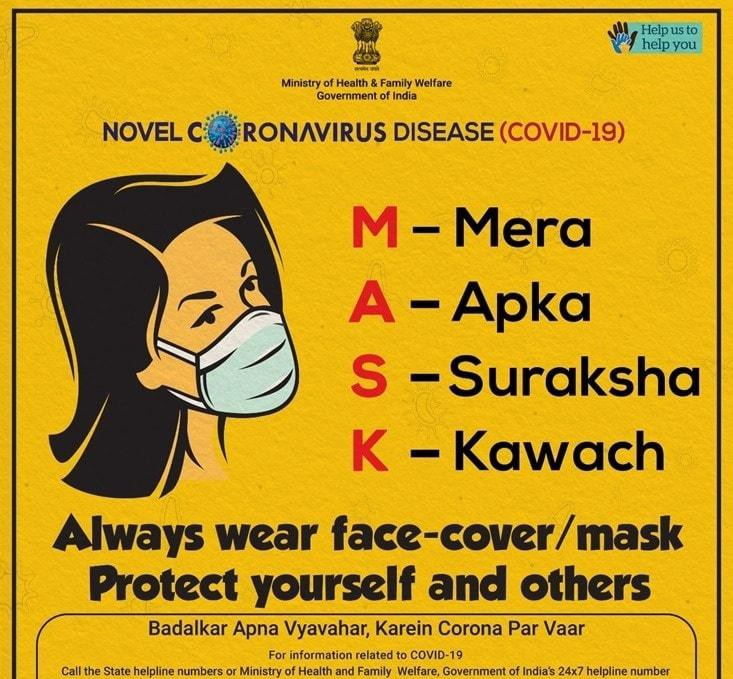 Help us to
help you
Ministry of Health & Family Welfare
Government of India
NOVEL CORONAVIRUS DISEASE (COVID-19)
M – Mera
A – Apka
S – Suraksha
K – Kawach
Always wear face-cover/mask
Protect yourself and others
Badalkar Apna Vyavahar, Karein Corona Par Vaar
For information related to COVID-19
Call the State helpline numbers or Ministry of Health and Family Welfare, Government of India's 24x7 helpline number